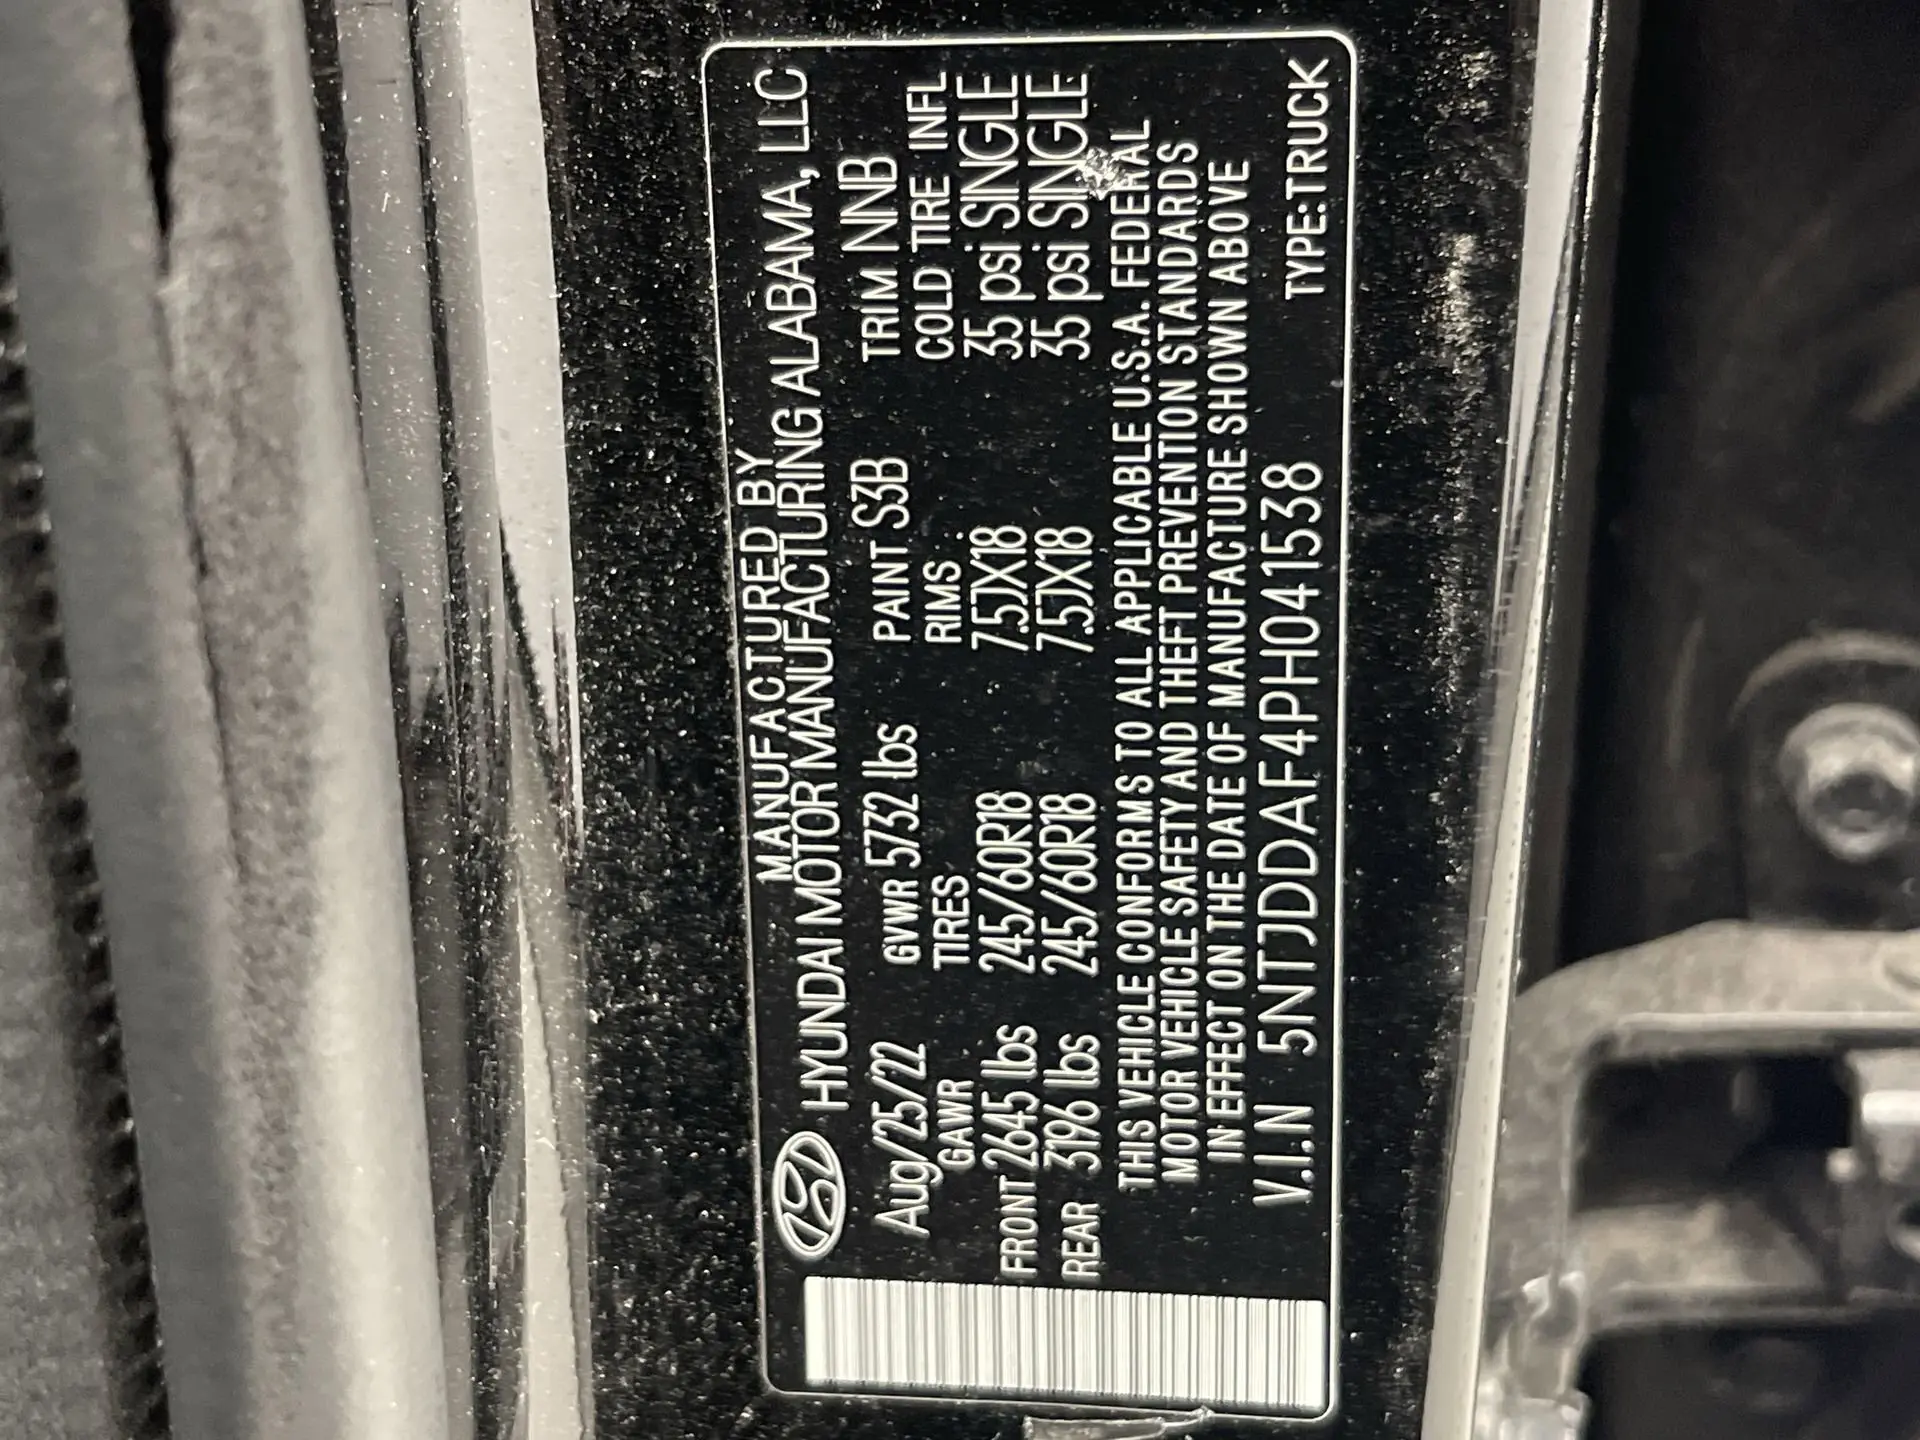 MANUFACTURED BY
HYUNDAI MOTOR MANUFACTURING ALABAMA, LLC
Aug/25/22 GVWR 5732 lbs PAINT S3B TRIM NNB
GAWR TIRES RIMS COLD TIRE INFL
FRONT 2645 lbs 245/60R18 7.5JX18 35 psi SINGLE
REAR 3196 lbs 245/60R18 7.5JX18 35 psi SINGLE
THIS VEHICLE CONFORMS TO ALL APPLICABLE U.S.A. FEDERAL
MOTOR VEHICLE SAFETY AND THEFT PREVENTION STANDARDS
IN EFFECT ON THE DATE OF MANUFACTURE SHOWN ABOVE
V.I.N 5NTJDDAF4PH041538 TYPE:TRUCK